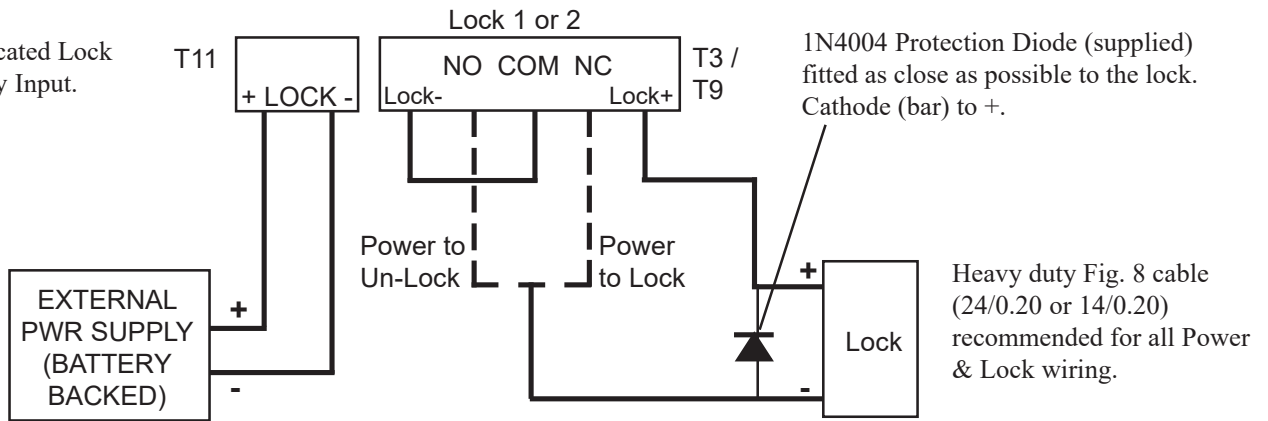 Lock 1 or 2
Lock
Input.
T11
+ LOCK -
NO COM NC
Lock- Lock+
T3 /
T9
1N4004 Protection Diode (supplied)
fitted as close as possible to the lock.
Cathode (bar) to +.
Power to
Un-Lock
Power
to Lock
EXTERNAL
PWR SUPPLY
(BATTERY
BACKED)
+
-
+
Lock
-
Heavy duty Fig. 8 cable
(24/0.20 or 14/0.20)
recommended for all Power
& Lock wiring.